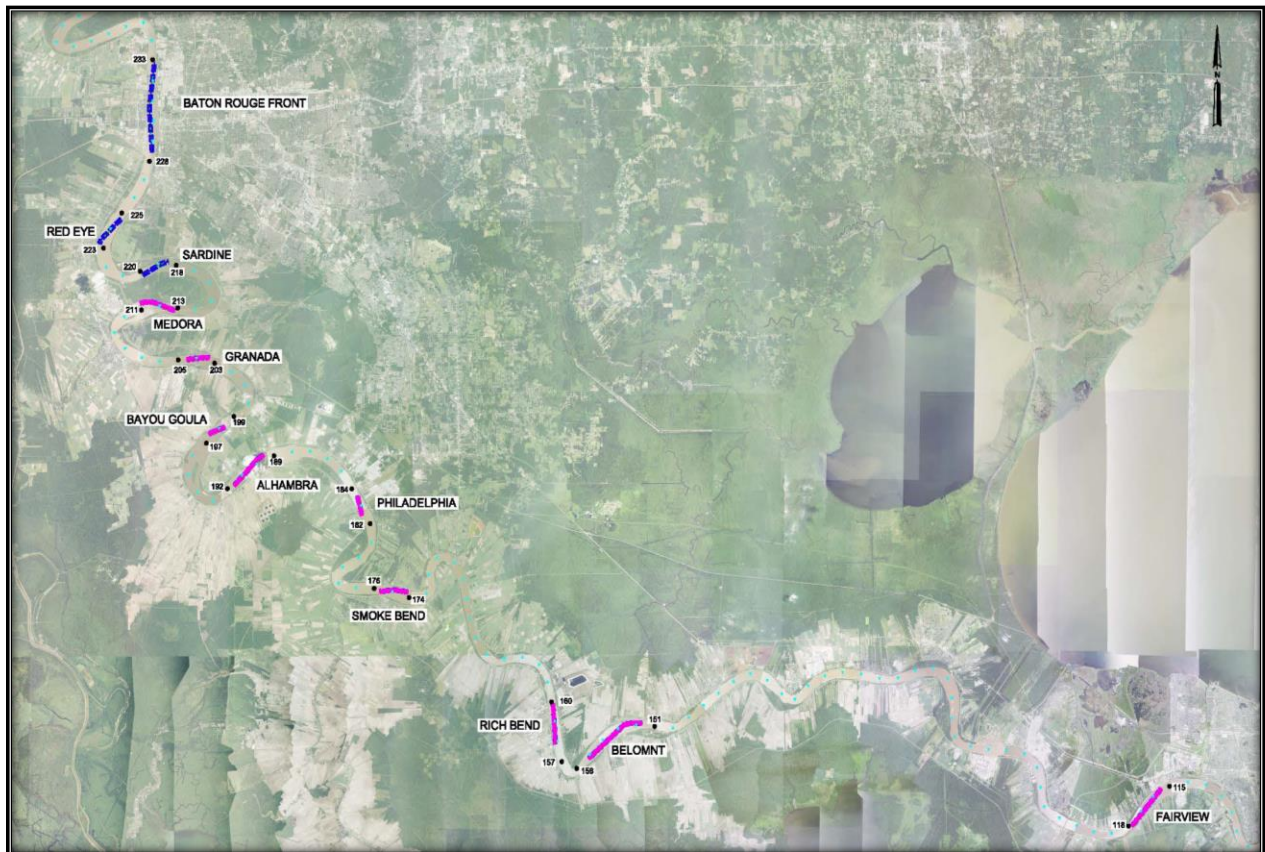 N
233
BATON ROUGE FRONT
228
225
RED EYE
223
SARDINE
220
218
213
211
MEDORA
GRANADA
205
203
BAYOU GOULA
199
197
189
ALHAMBRA
192
184
PHILADELPHIA
182
176
174
SMOKE BEND
160
RICH BEND
151
BELOMNT
157
115
FAIRVIEW
118